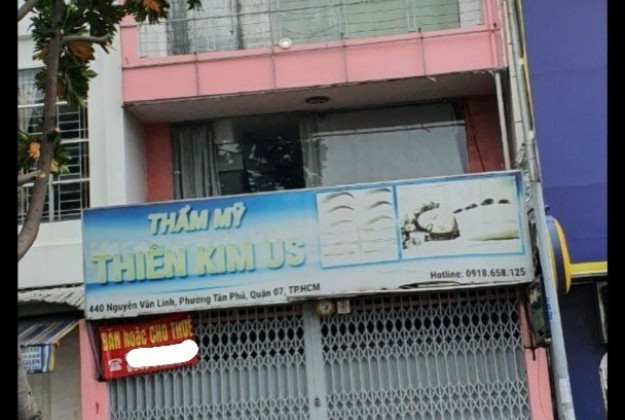 THẨM MỸ
THIÊN KIM US
Hotline: 0918.658.125
440 Nguyễn Văn Linh, Phường Tân Phú, Quận 07, TP.HCM
BÁN HOẶC CHO THUÊ